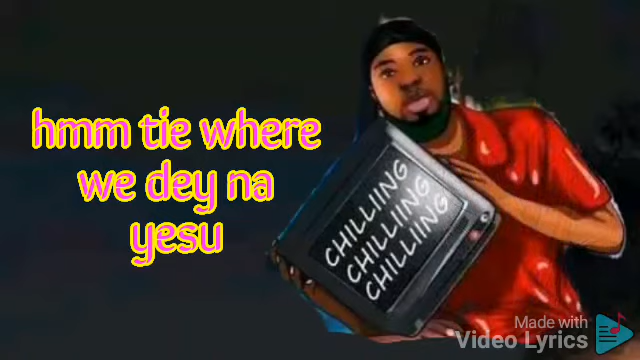 hmm tie where
we dey na
yesu
CHILLIING
CHILLIING
CHILLIING
Made with
Video Lyrics